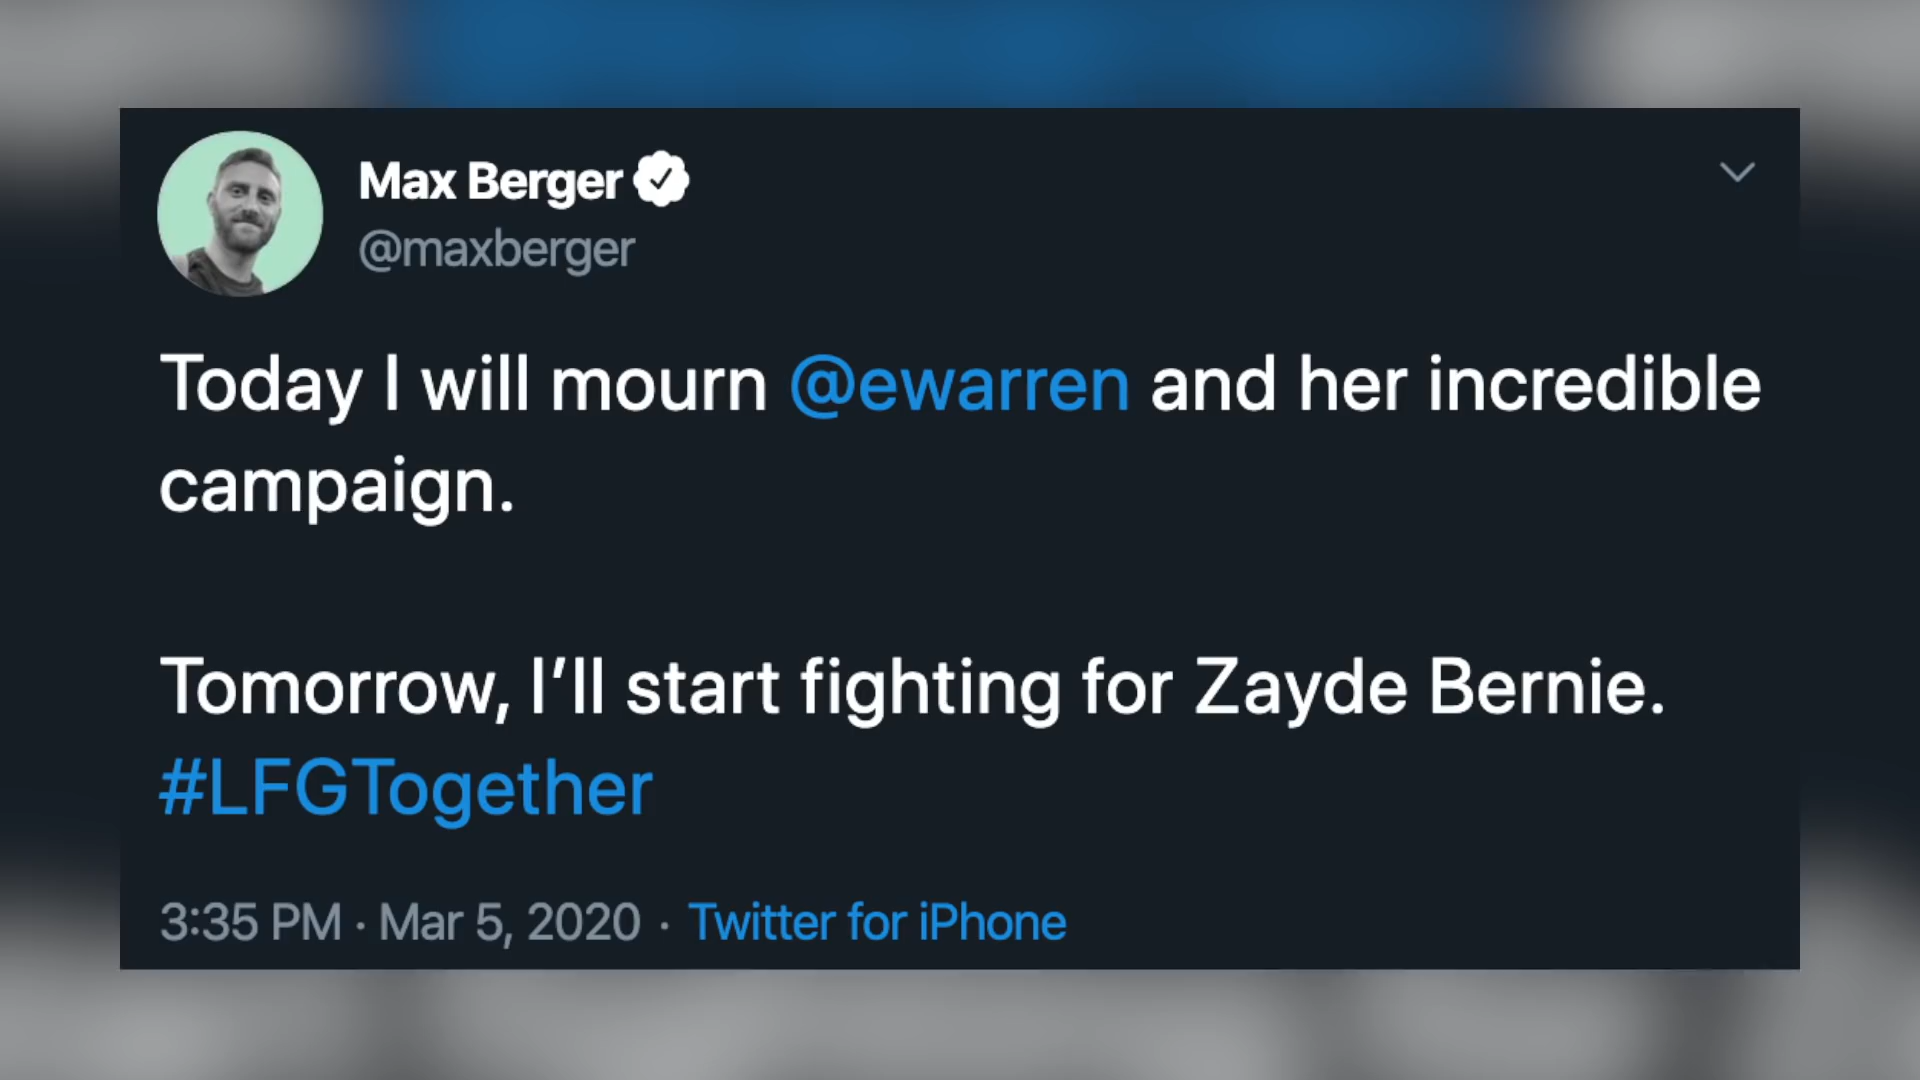 Max Berger
@maxberger
Today I will mourn @ewarren and her incredible
campaign.
Tomorrow, I’ll start fighting for Zayde Bernie.
#LFGTogether
3:35 PM · Mar 5, 2020 · Twitter for iPhone